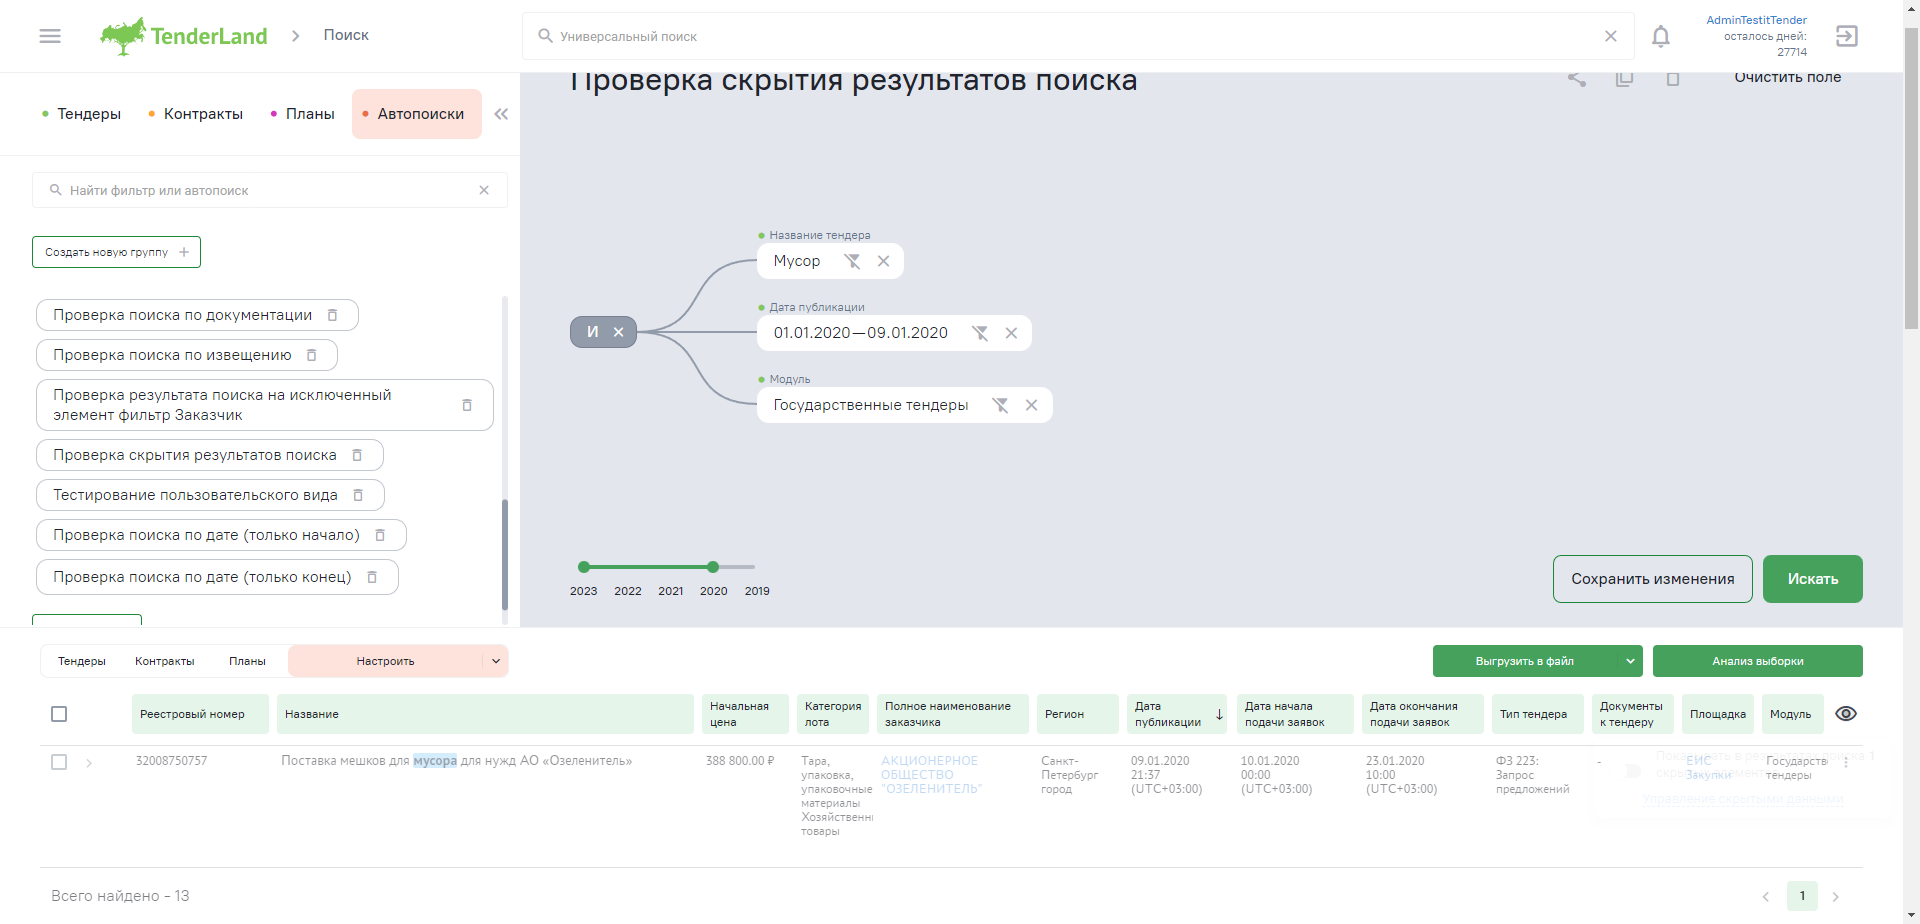 TenderLand
Поиск
Универсальный поиск
AdminTestitTender
осталось дней:
27714
Тендеры
Контракты
Планы
Автопоиски
Проверка скрытия результатов поиска
Очистить поле
Найти фильтр или автопоиск
Создать новую группу
Проверка поиска по документации
Проверка поиска по извещению
Проверка результата поиска на исключенный
элемент фильтр Заказчик
Проверка скрытия результатов поиска
Тестирование пользовательского вида
Проверка поиска по дате (только начало)
Проверка поиска по дате (только конец)
И
Название тендера
Мусор
Дата публикации
01.01.2020—09.01.2020
Модуль
Государственные тендеры
2023 2022 2021 2020 2019
Сохранить изменения
Искать
Тендеры Контракты Планы Настроить
Выгрузить в файл
Анализ выборки
Реестровый номер
Название
Начальная
цена
Категория
лота
Полное наименование
заказчика
Регион
Дата
публикации
Дата начала
подачи заявок
Дата окончания
подачи заявок
Тип тендера
Документы
к тендеру
Площадка
Модуль
32008750757
Поставка мешков для мусора для нужд АО «Озеленитель»
388 800.00 ₽
Тара,
упаковка,
упаковочные
материалы
Хозяйственн
товары
АКЦИОНЕРНОЕ
ОБЩЕСТВО
"ОЗЕЛЕНИТЕЛЬ"
Санкт-
Петербург
город
09.01.2020
21:37
(UTC+03:00)
10.01.2020
00:00
(UTC+03:00)
23.01.2020
10:00
(UTC+03:00)
ФЗ 223:
Запрос
предложений
-
ЕИС
Закупки
Государств
тендеры
Управление скрытыми данными
Всего найдено - 13
1